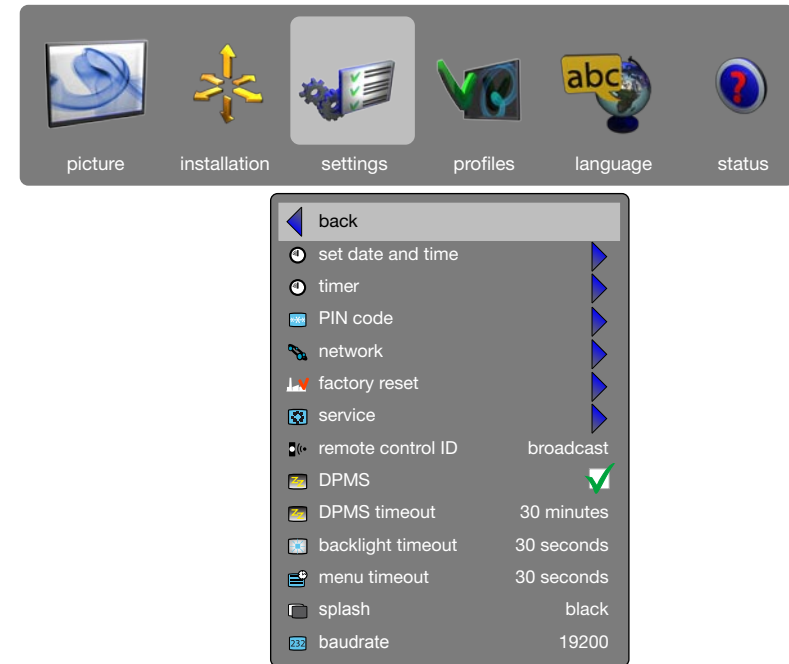 abc
picture installation settings profiles language status
back
set date and time
timer
PIN code
network
factory reset
service
remote control ID broadcast
DPMS
DPMS timeout 30 minutes
backlight timeout 30 seconds
menu timeout 30 seconds
splash black
232 baudrate 19200